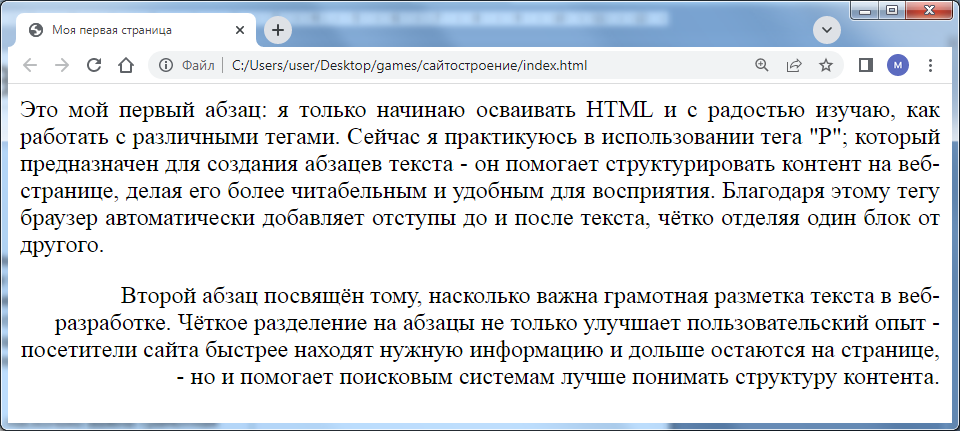 Моя первая страница
Файл C:/Users/user/Desktop/games/сайтостроение/index.html
M
Это мой первый абзац: я только начинаю осваивать HTML и с радостью изучаю, как
работать с различными тегами. Сейчас я практикуюсь в использовании тега "P"; который
предназначен для создания абзацев текста - он помогает структурировать контент на веб-
странице, делая его более читабельным и удобным для восприятия. Благодаря этому тегу
браузер автоматически добавляет отступы до и после текста, чётко отделяя один блок от
другого.
Второй абзац посвящён тому, насколько важна грамотная разметка текста в веб-
разработке. Чёткое разделение на абзацы не только улучшает пользовательский опыт -
посетители сайта быстрее находят нужную информацию и дольше остаются на странице,
- но и помогает поисковым системам лучше понимать структуру контента.